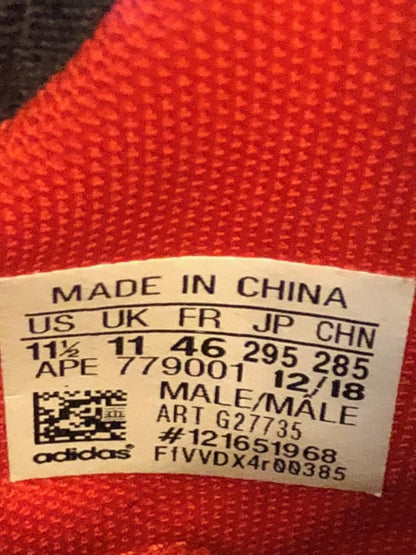 MADE IN CHINA
US UK FR JP CHN
11½ 11 46 295 285
APE 779001 12/18
MALE/MÂLE
ART G27735
#121651968
adidas F1VVDX4r00385